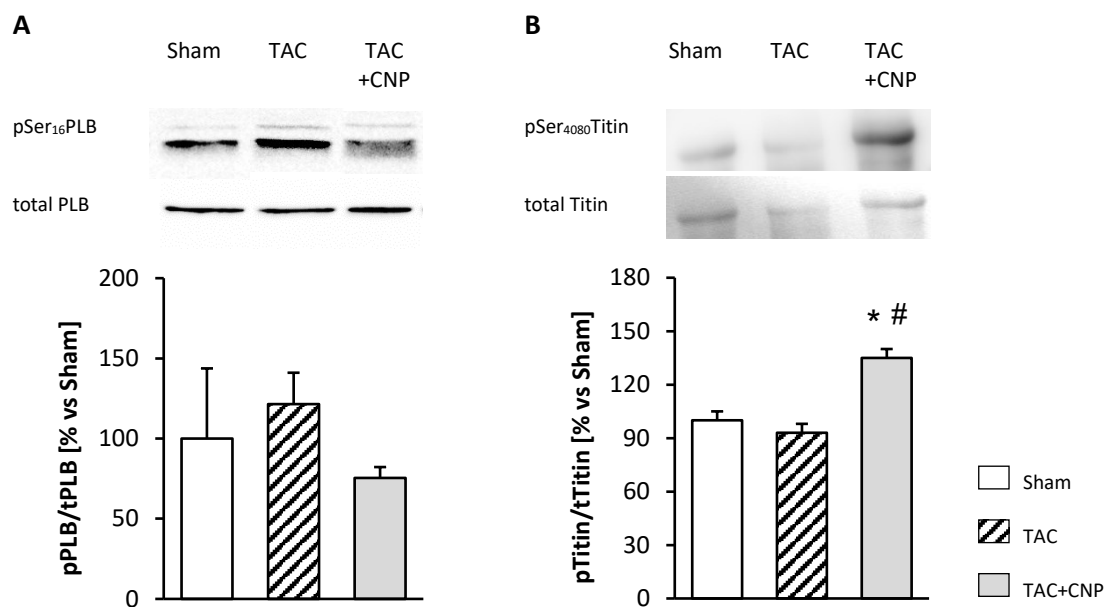 A
Sham TAC TAC
+CNP
pSer₁₆PLB
total PLB
200
150
100
50
0
pPLB/tPLB [% vs Sham]
B
Sham TAC TAC
+CNP
pSer₄₀₈₀Titin
total Titin
180
150
120
90
60
30
0
pTitin/tTitin [% vs Sham]
* #
Sham
TAC
TAC+CNP